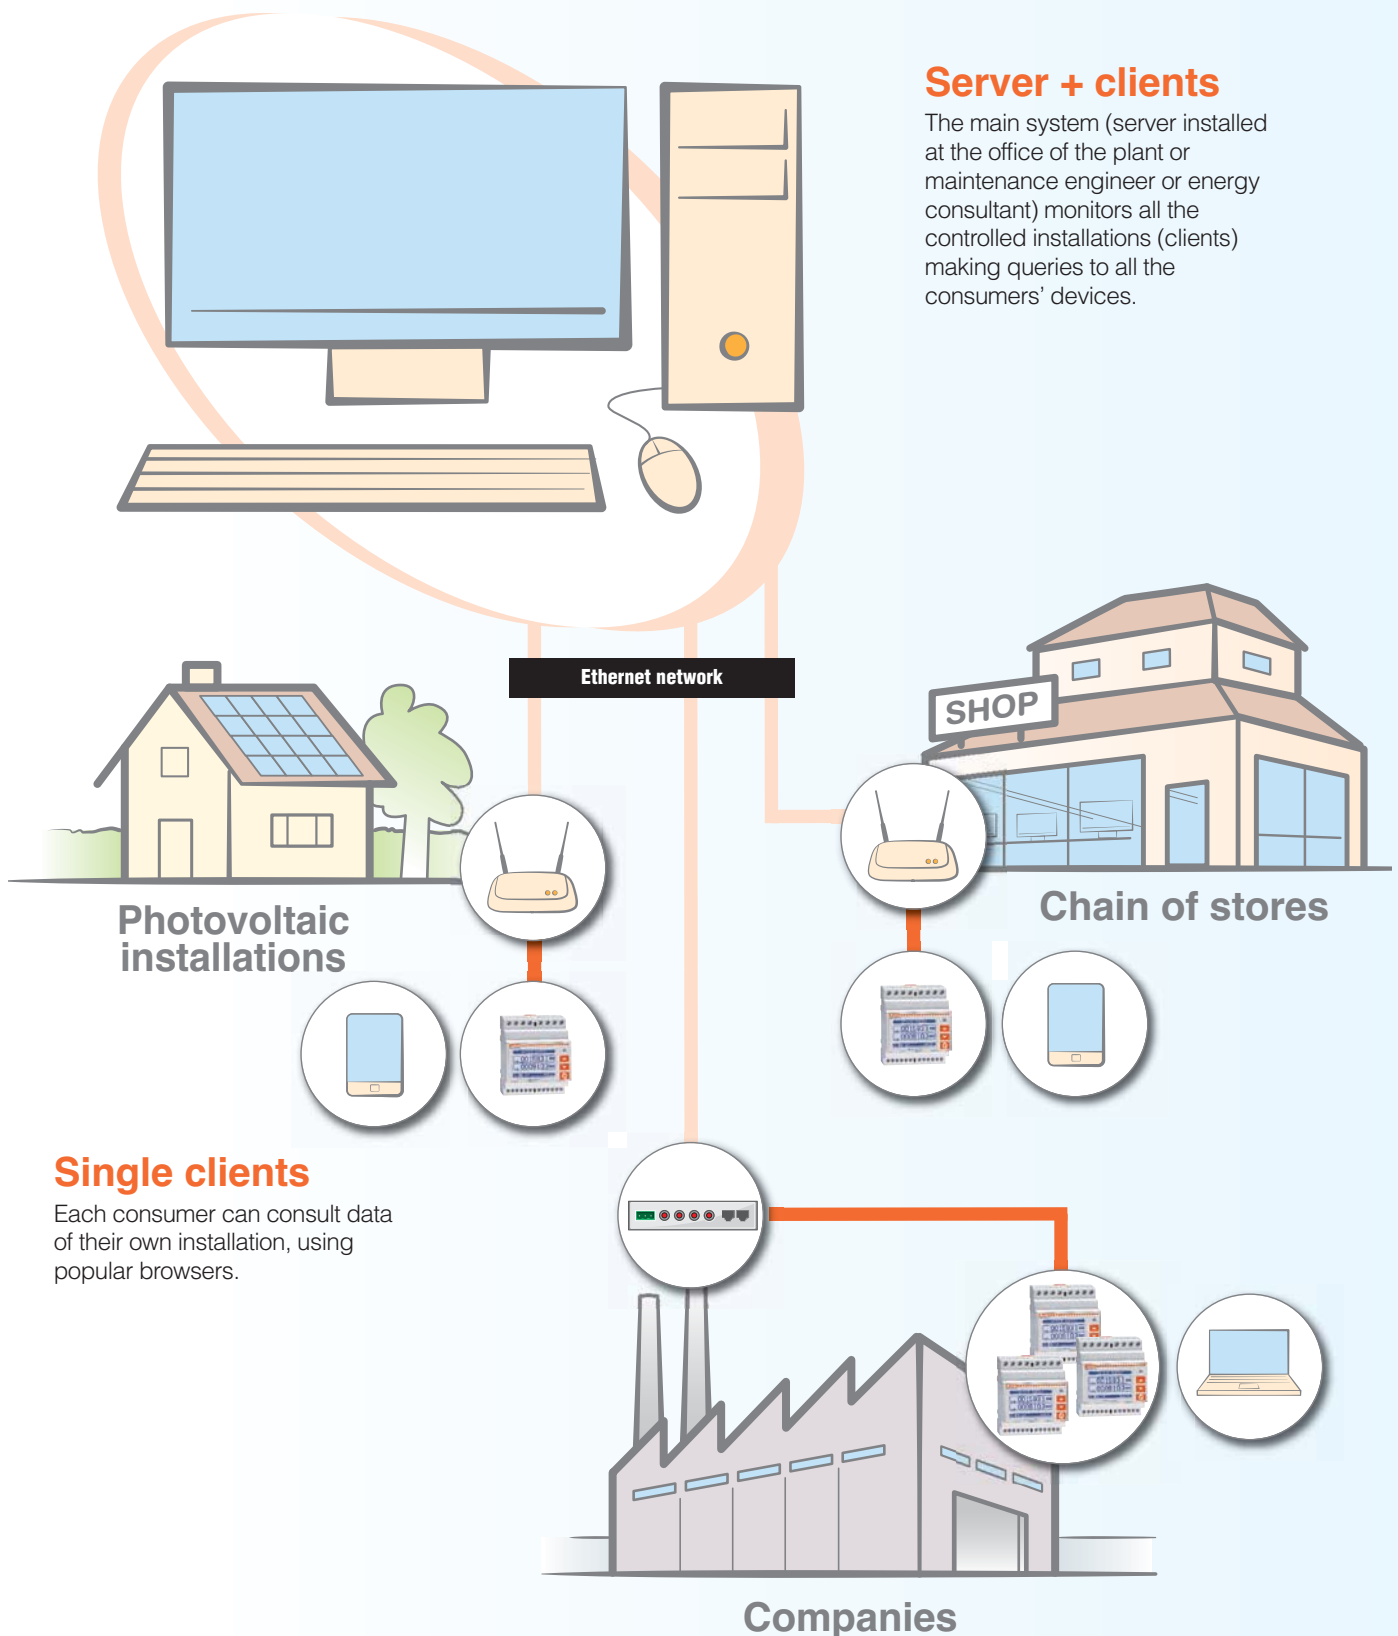 Server + clients
The main system (server installed
at the office of the plant or
maintenance engineer or energy
consultant) monitors all the
controlled installations (clients)
making queries to all the
consumers’ devices.
Ethernet network
SHOP
Photovoltaic
installations
Chain of stores
Single clients
Each consumer can consult data
of their own installation, using
popular browsers.
Companies